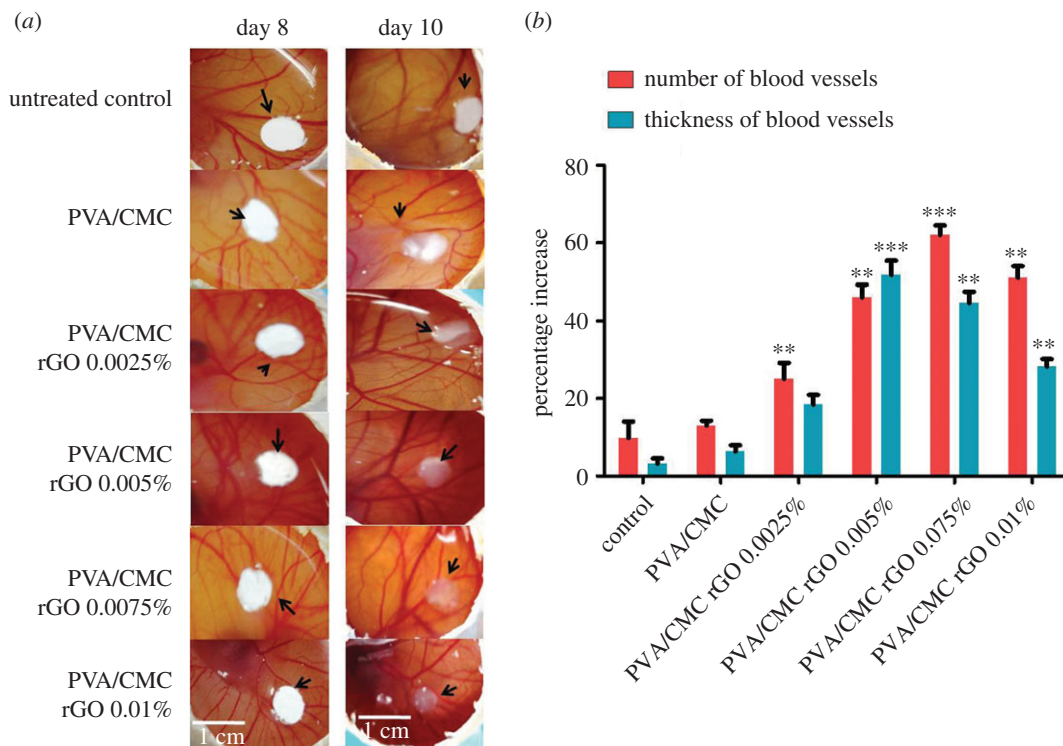 (a)
day 8
day 10
untreated control
PVA/CMC
PVA/CMC
rGO 0.0025%
PVA/CMC
rGO 0.005%
PVA/CMC
rGO 0.0075%
PVA/CMC
rGO 0.01%
1 cm
1 cm
(b)
number of blood vessels
thickness of blood vessels
percentage increase
80
60
40
20
0
**
**
***
***
**
**
**
control
PVA/CMC
PVA/CMC rGO 0.0025%
PVA/CMC rGO 0.005%
PVA/CMC rGO 0.075%
PVA/CMC rGO 0.01%